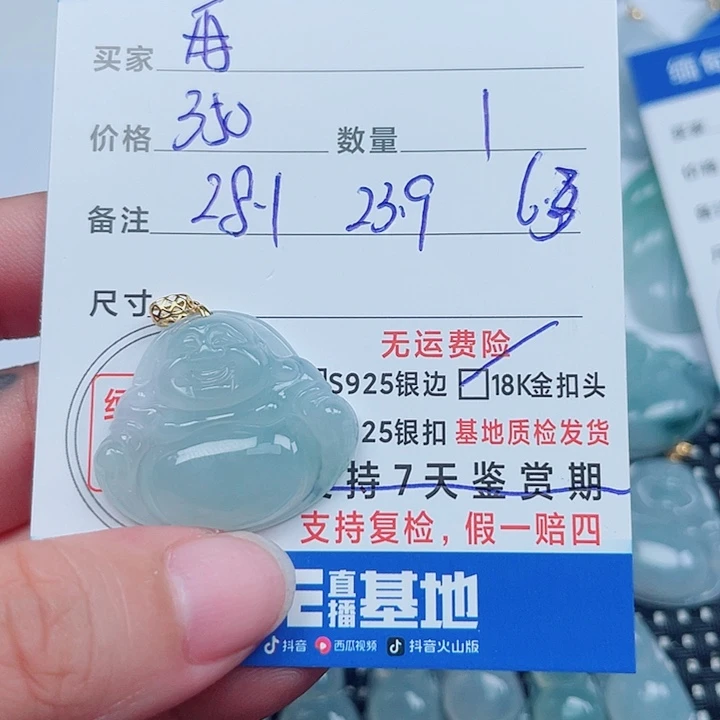 买家 再
价格 350 数量 1
备注 28.1 23.9
尺寸
无运费险
S925银边 18K金扣头
25银扣 基地质检发货
持7天鉴赏期
支持复检，假一赔四
直播基地
抖音 西瓜视频 抖音火山版